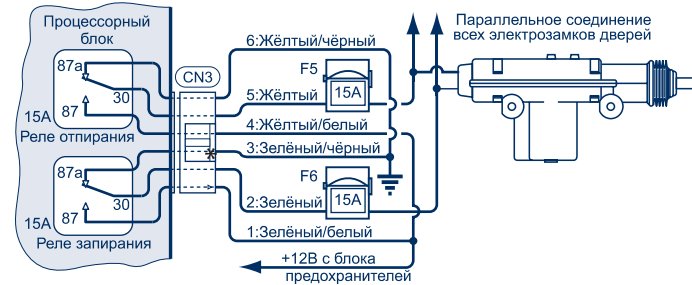 Процессорный
блок
87а
30
15А
87
Реле отпирания
87а
30
87
15А
Реле запирания
CN3
6:Жёлтый/чёрный
F5
15А
5:Жёлтый
4:Жёлтый/белый
3:Зелёный/чёрный
*
F6
15А
2:Зелёный
1:Зелёный/белый
+12В с блока
предохранителей
Параллельное соединение
всех электрозамков дверей